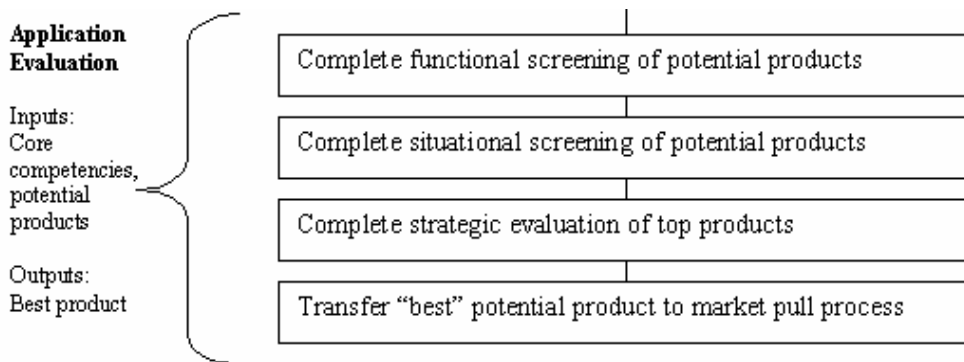 Application
Evaluation
Inputs:
Core
competencies,
potential
products
Outputs:
Best product
Complete functional screening of potential products
Complete situational screening of potential products
Complete strategic evaluation of top products
Transfer “best” potential product to market pull process